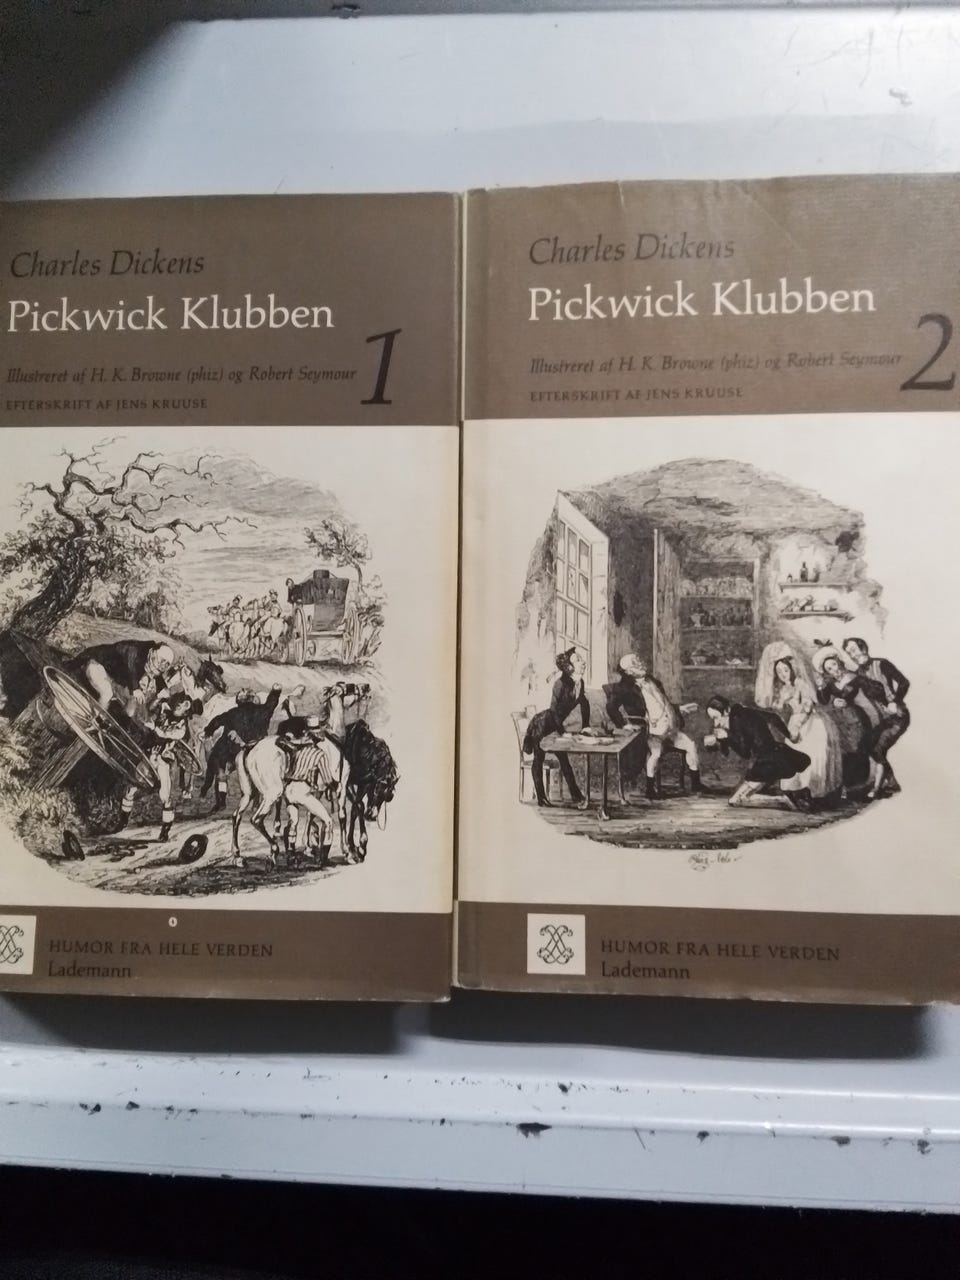 Charles Dickens
Pickwick Klubben
1
Illustreret af H. K. Browne (phiz) og Robert Seymour
EFTERSKRIFT AF JENS KRUUSE
HUMOR FRA HELE VERDEN
Lademann
Charles Dickens
Pickwick Klubben
2
Illustreret af H. K. Browne (phiz) og Robert Seymour
EFTERSKRIFT AF JENS KRUUSE
HUMOR FRA HELE VERDEN
Lademann